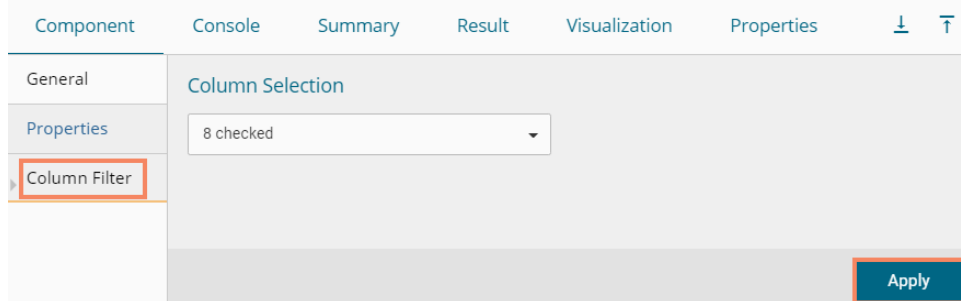 Component Console Summary Result Visualization Properties
General
Column Selection
Properties
8 checked
Column Filter
Apply